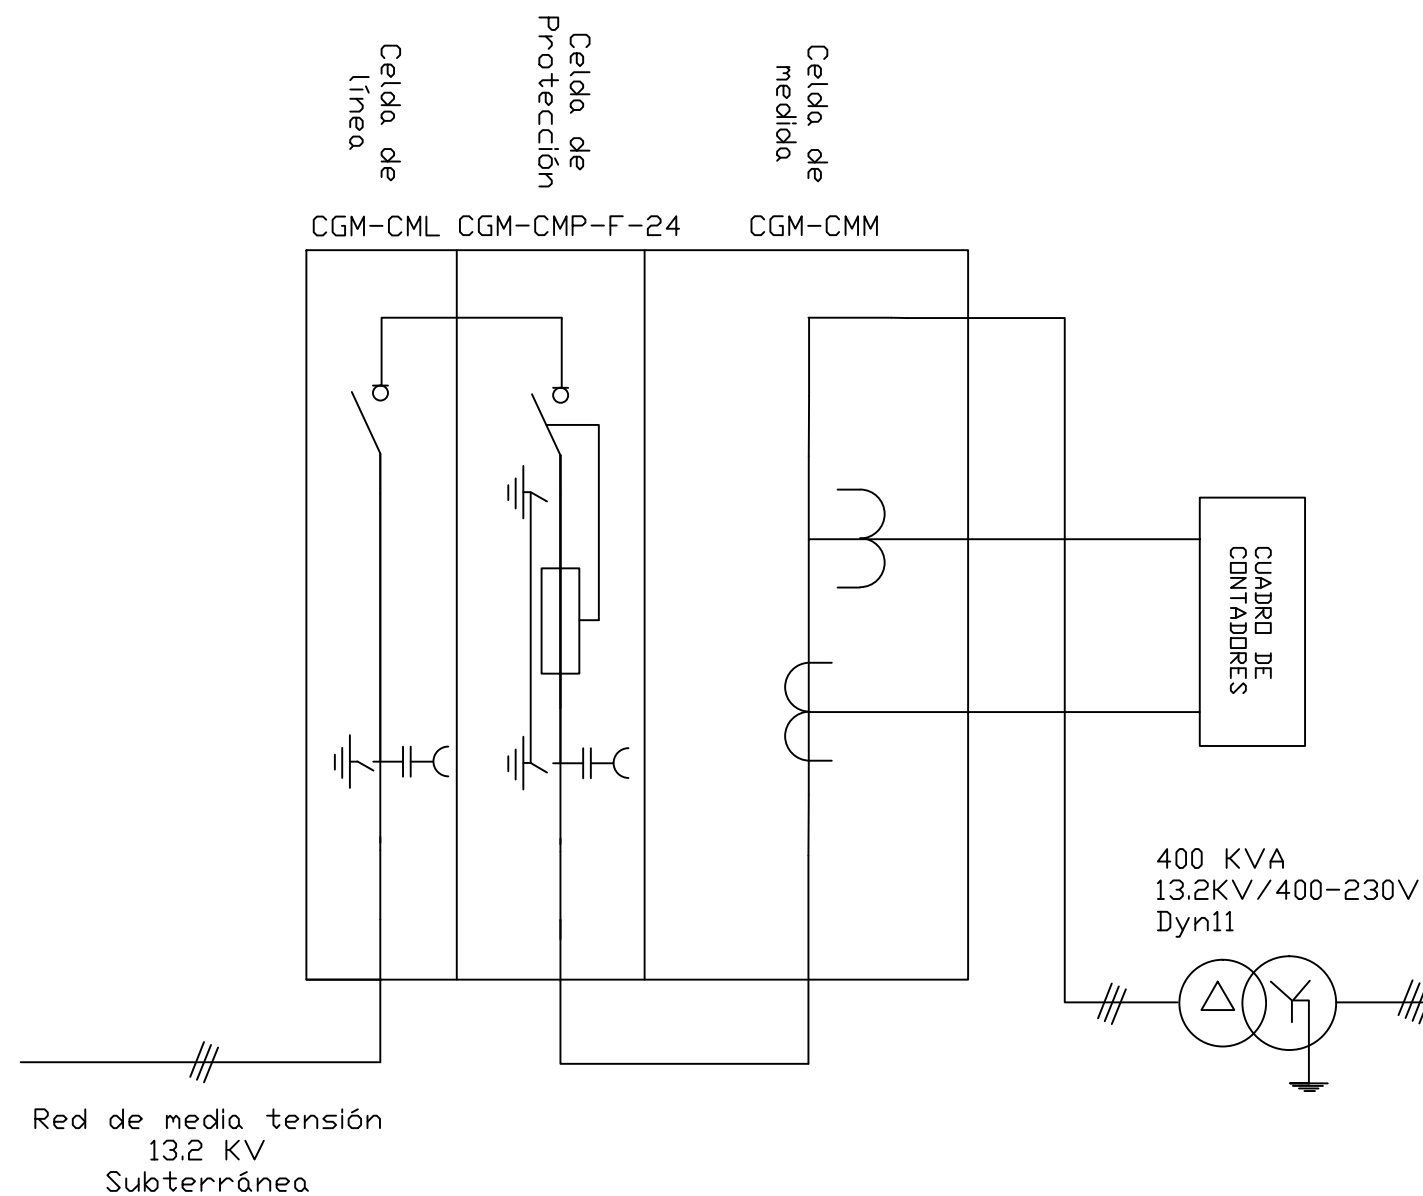 Celda de
línea
Celda de
Protección
Celda de
medida
CGM-CML
CGM-CMP-F-24
CGM-CMM
CUADRO DE
CONTADORES
400 KVA
13.2KV/400-230V
Dyn11
Red de media tensión
13.2 KV
Subterránea